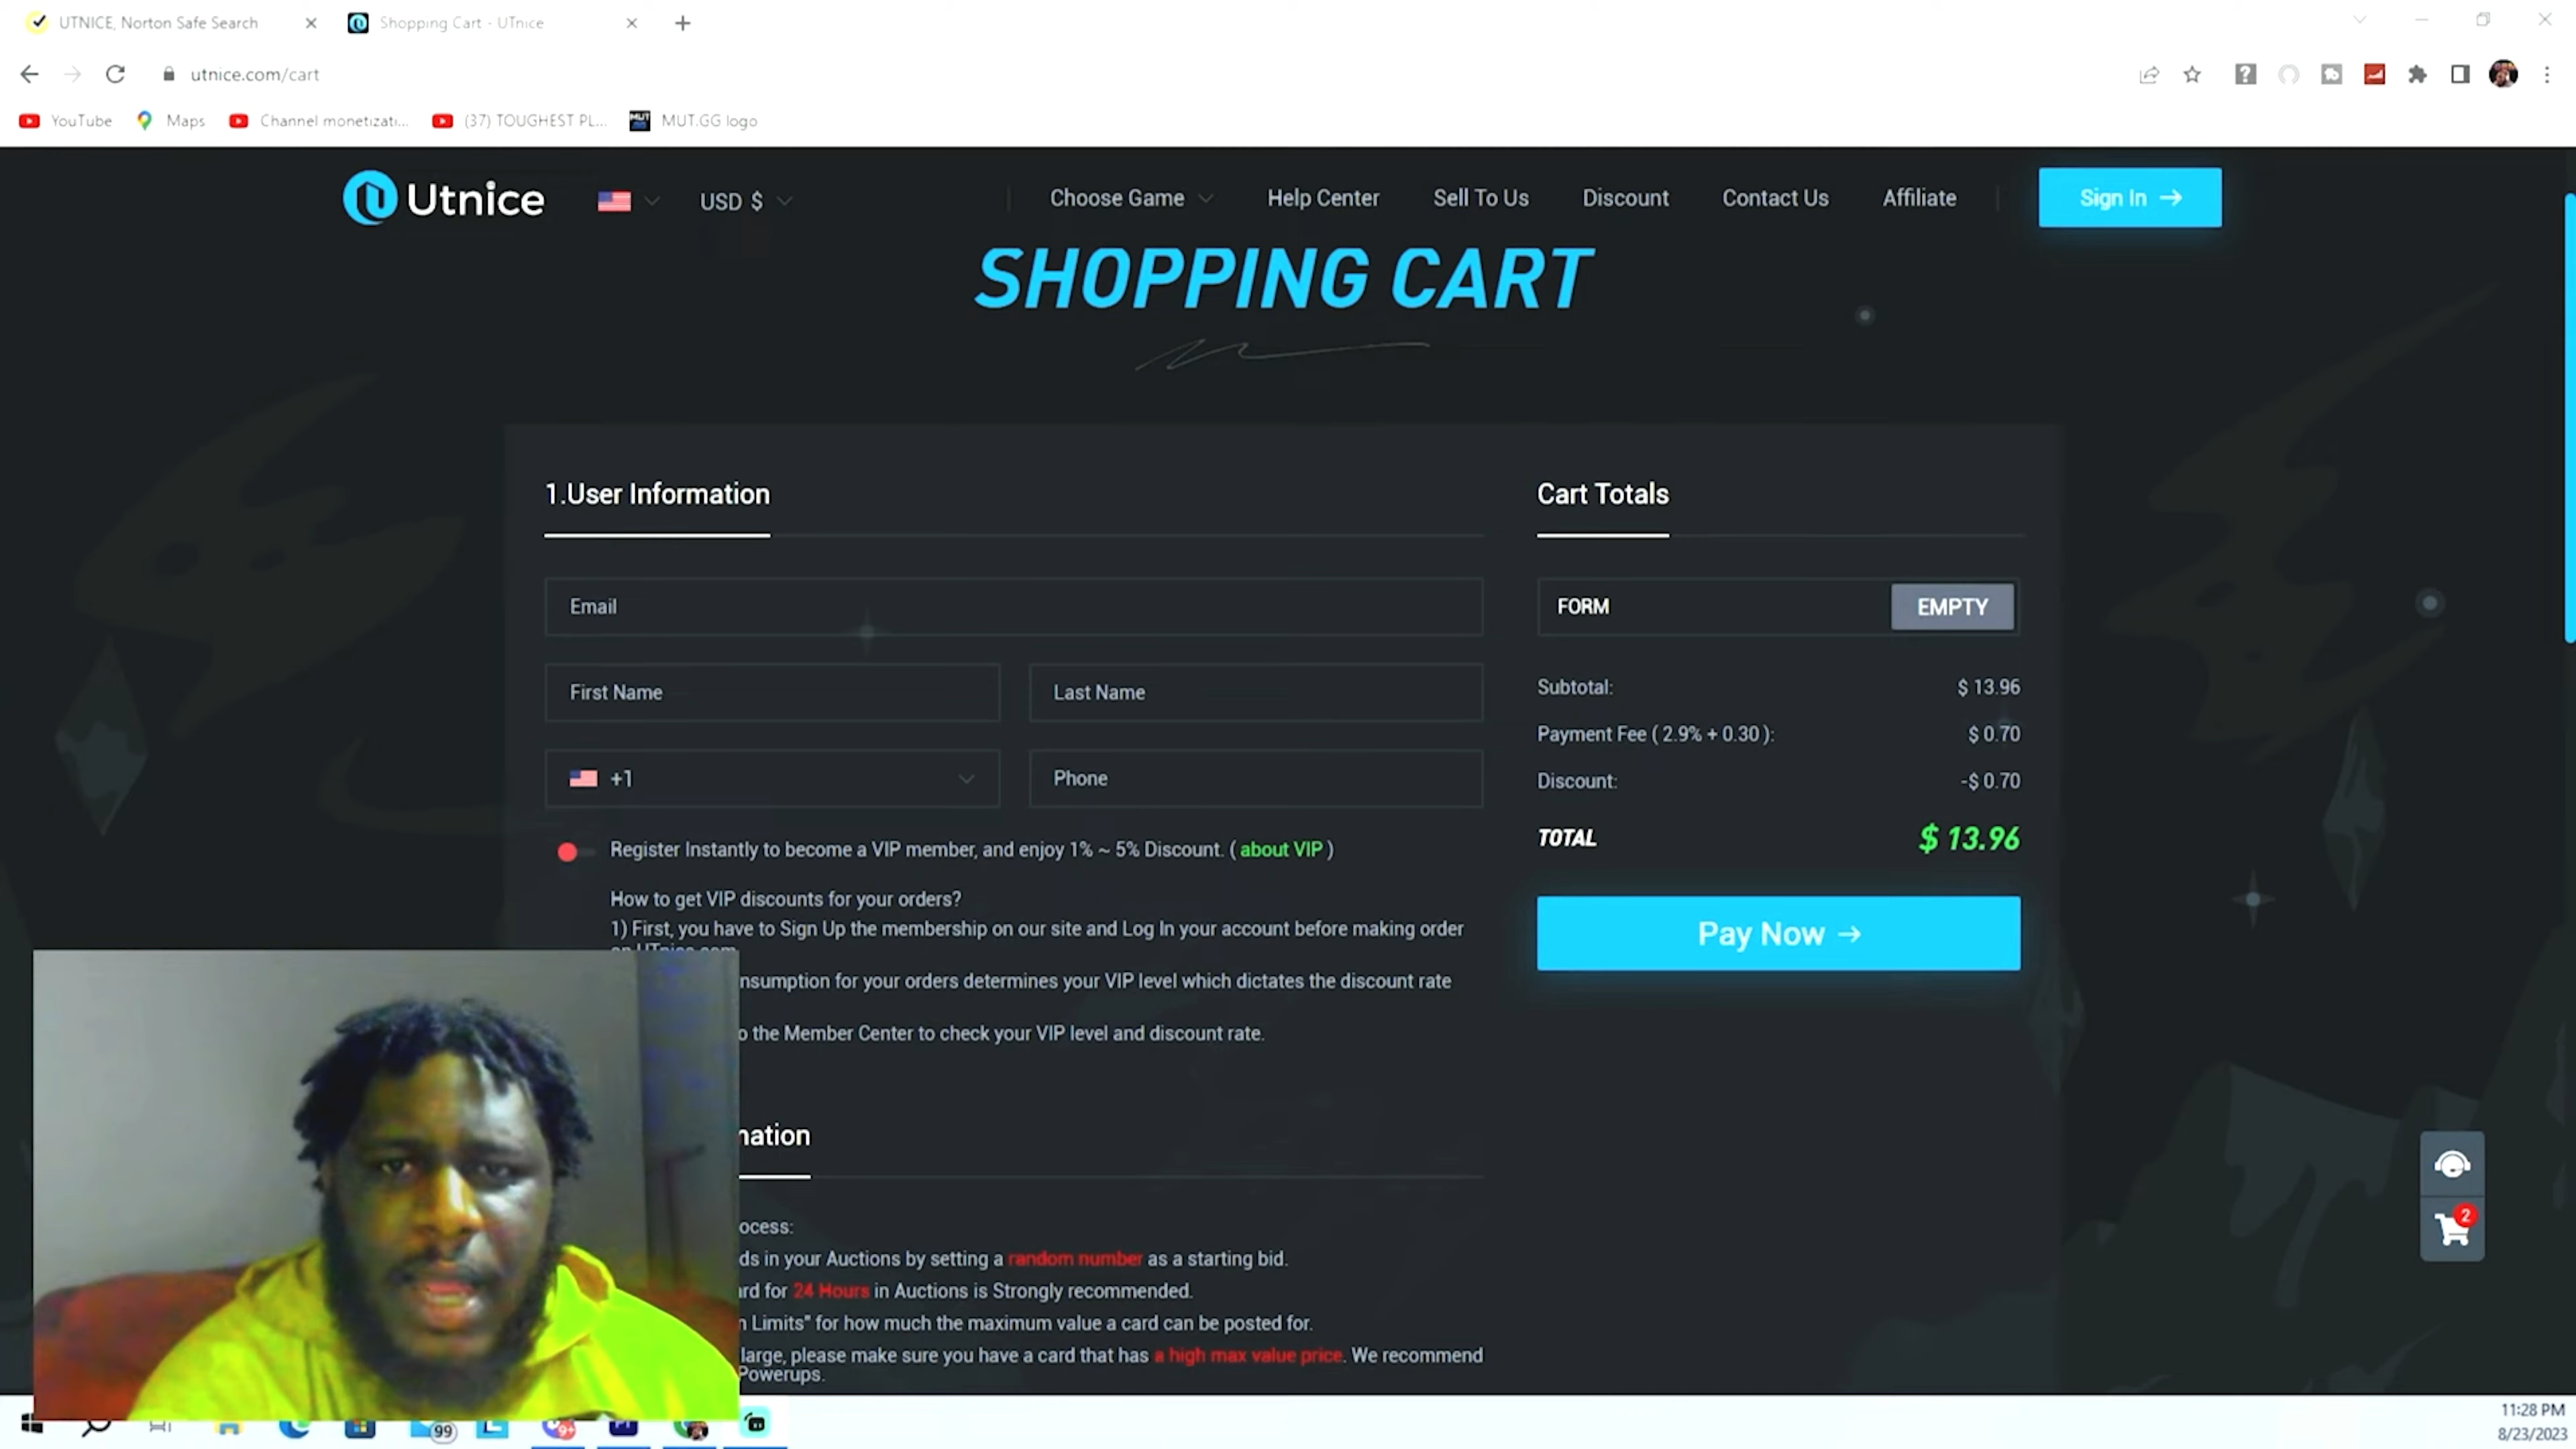 UTNICE, Norton Safe Search
Shopping Cart - UTnice
utnice.com/cart
YouTube
Maps
Channel monetizati...
(37) TOUGHEST PL...
MUT.GG logo
Utnice
USD $
Choose Game
Help Center
Sell To Us
Discount
Contact Us
Affiliate
Sign In →
SHOPPING CART
1.User Information
Email
First Name
Last Name
+1
Phone
Register Instantly to become a VIP member, and enjoy 1% ~ 5% Discount. ( about VIP )
How to get VIP discounts for your orders?
1) First, you have to Sign Up the membership on our site and Log In your account before making order
on UTnice.com
nsumption for your orders determines your VIP level which dictates the discount rate
o the Member Center to check your VIP level and discount rate.
mation
ocess:
ds in your Auctions by setting a random number as a starting bid.
rd for 24 Hours in Auctions is Strongly recommended.
n Limits" for how much the maximum value a card can be posted for.
large, please make sure you have a card that has a high max value price. We recommend
Powerups.
Cart Totals
FORM
EMPTY
Subtotal:
$ 13.96
Payment Fee ( 2.9% + 0.30 ):
$ 0.70
Discount:
-$ 0.70
TOTAL
$ 13.96
Pay Now →
2
99
9+
11:28 PM
8/23/2023